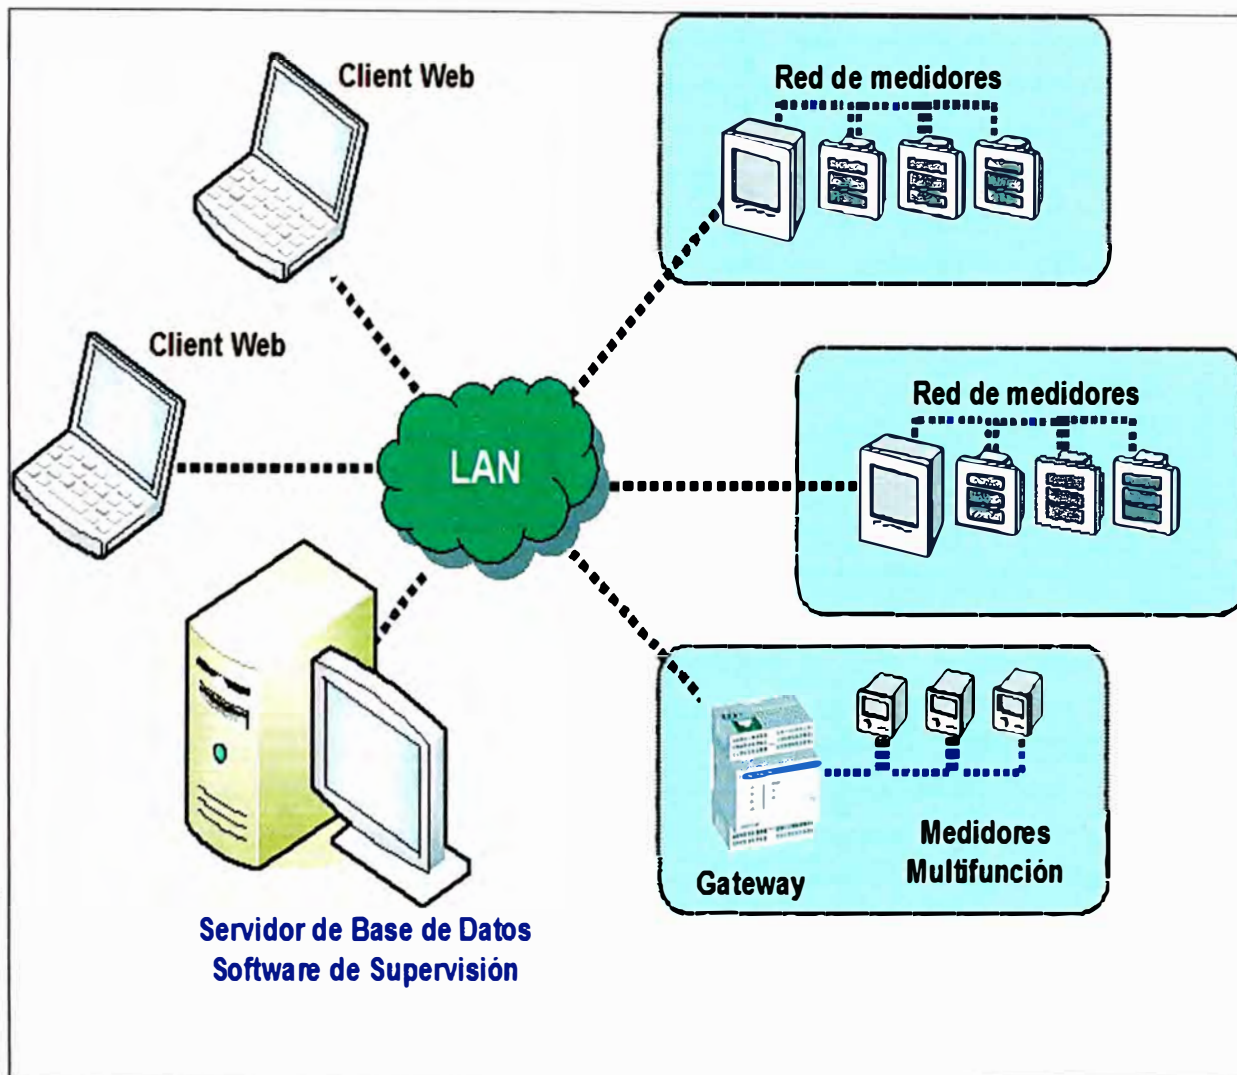 Client Web
Red de medidores
Client Web
Red de medidores
LAN
Medidores
Multifunción
Gateway
Servidor de Base de Datos
Software de Supervisión